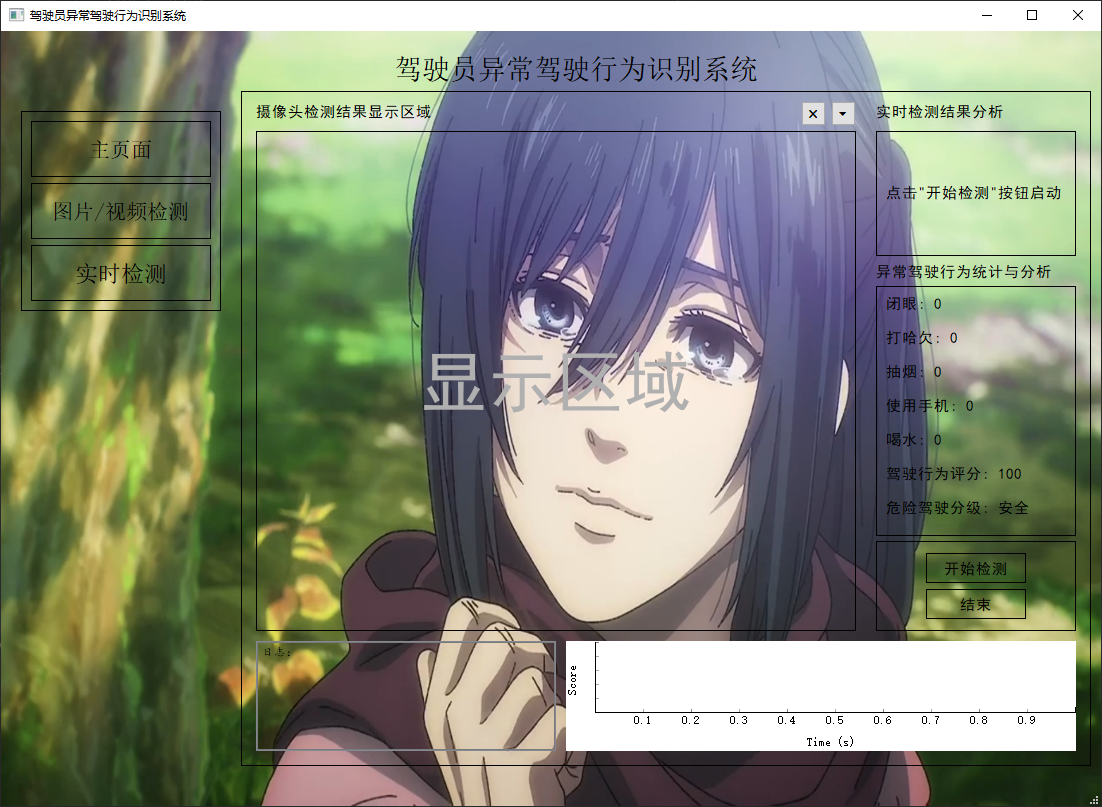 驾驶员异常驾驶行为识别系统
驾驶员异常驾驶行为识别系统
主页面
图片/视频检测
实时检测
摄像头检测结果显示区域
显示区域
实时检测结果分析
点击"开始检测"按钮启动
异常驾驶行为统计与分析
闭眼: 0
打哈欠: 0
抽烟: 0
使用手机: 0
喝水: 0
驾驶行为评分: 100
危险驾驶分级: 安全
开始检测
结束
日志:
Score
0.1 0.2 0.3 0.4 0.5 0.6 0.7 0.8 0.9
Time (s)